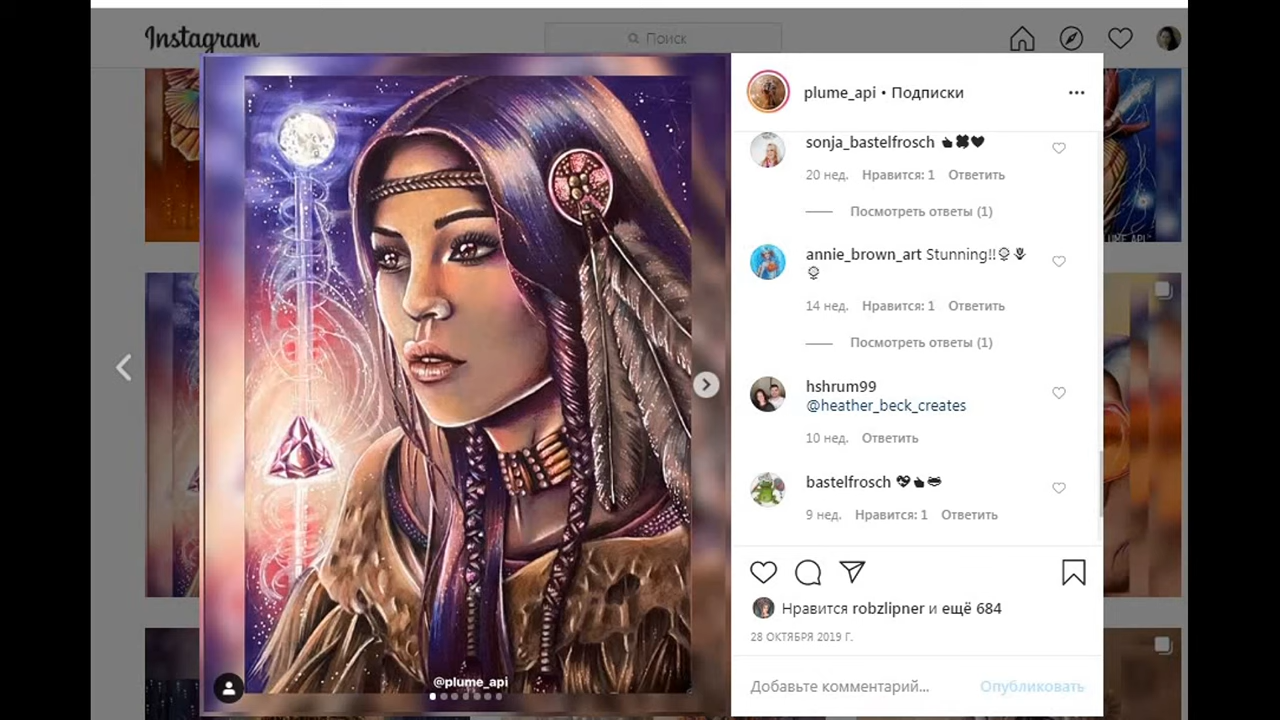 Instagram
Поиск
plume_api • Подписки
sonja_bastelfrosch
20 нед. Нравится: 1 Ответить
Посмотреть ответы (1)
annie_brown_art Stunning!!
14 нед. Нравится: 1 Ответить
Посмотреть ответы (1)
hshrum99
@heather_beck_creates
10 нед. Ответить
bastelfrosch
9 нед. Нравится: 1 Ответить
Нравится robzlipner и ещё 684
28 ОКТЯБРЯ 2019 Г.
Добавьте комментарий... Опубликовать
@plume_api